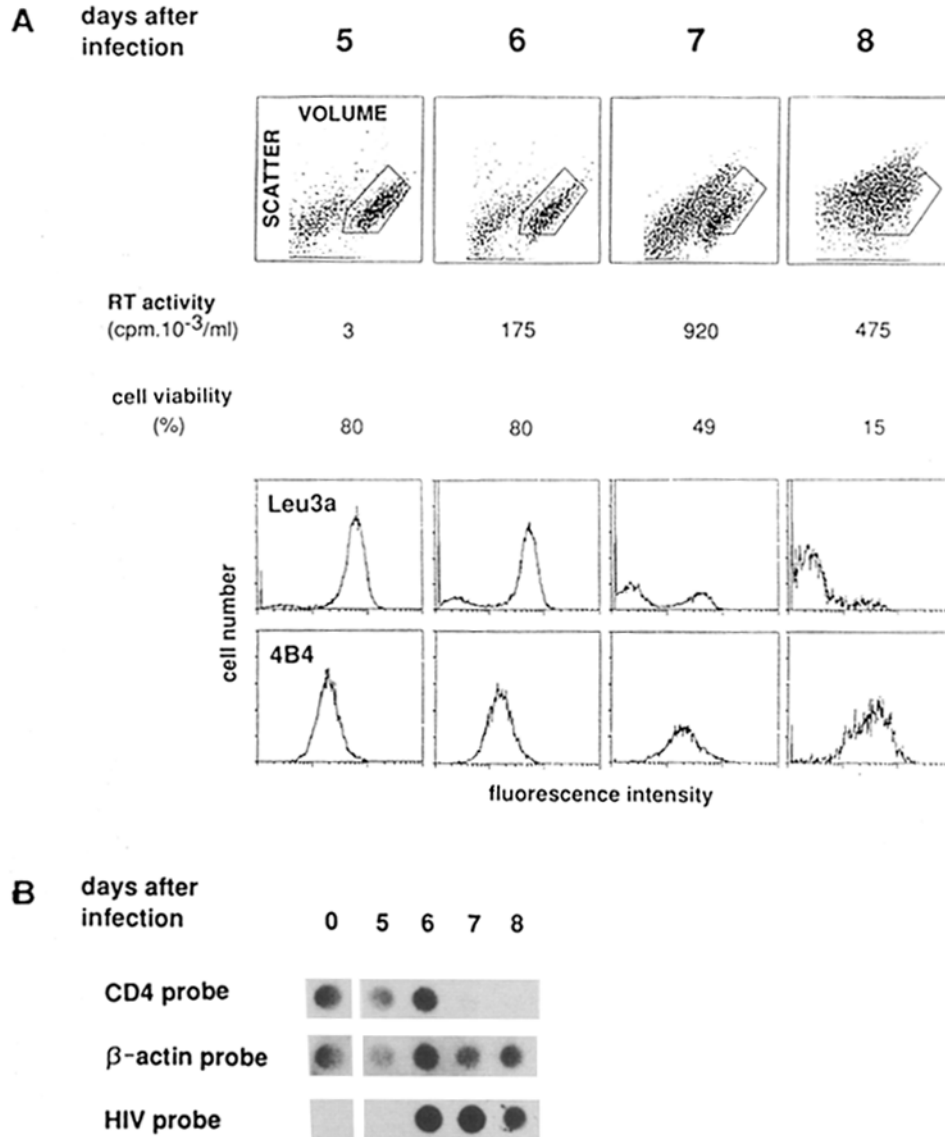 A
days after
infection
5 6 7 8
VOLUME
SCATTER
RT activity
(cpm.10-3/ml) 3 175 920 475
cell viability
(%) 80 80 49 15
Leu3a
cell number
4B4
fluorescence intensity
B
days after
infection
0 5 6 7 8
CD4 probe
β-actin probe
HIV probe